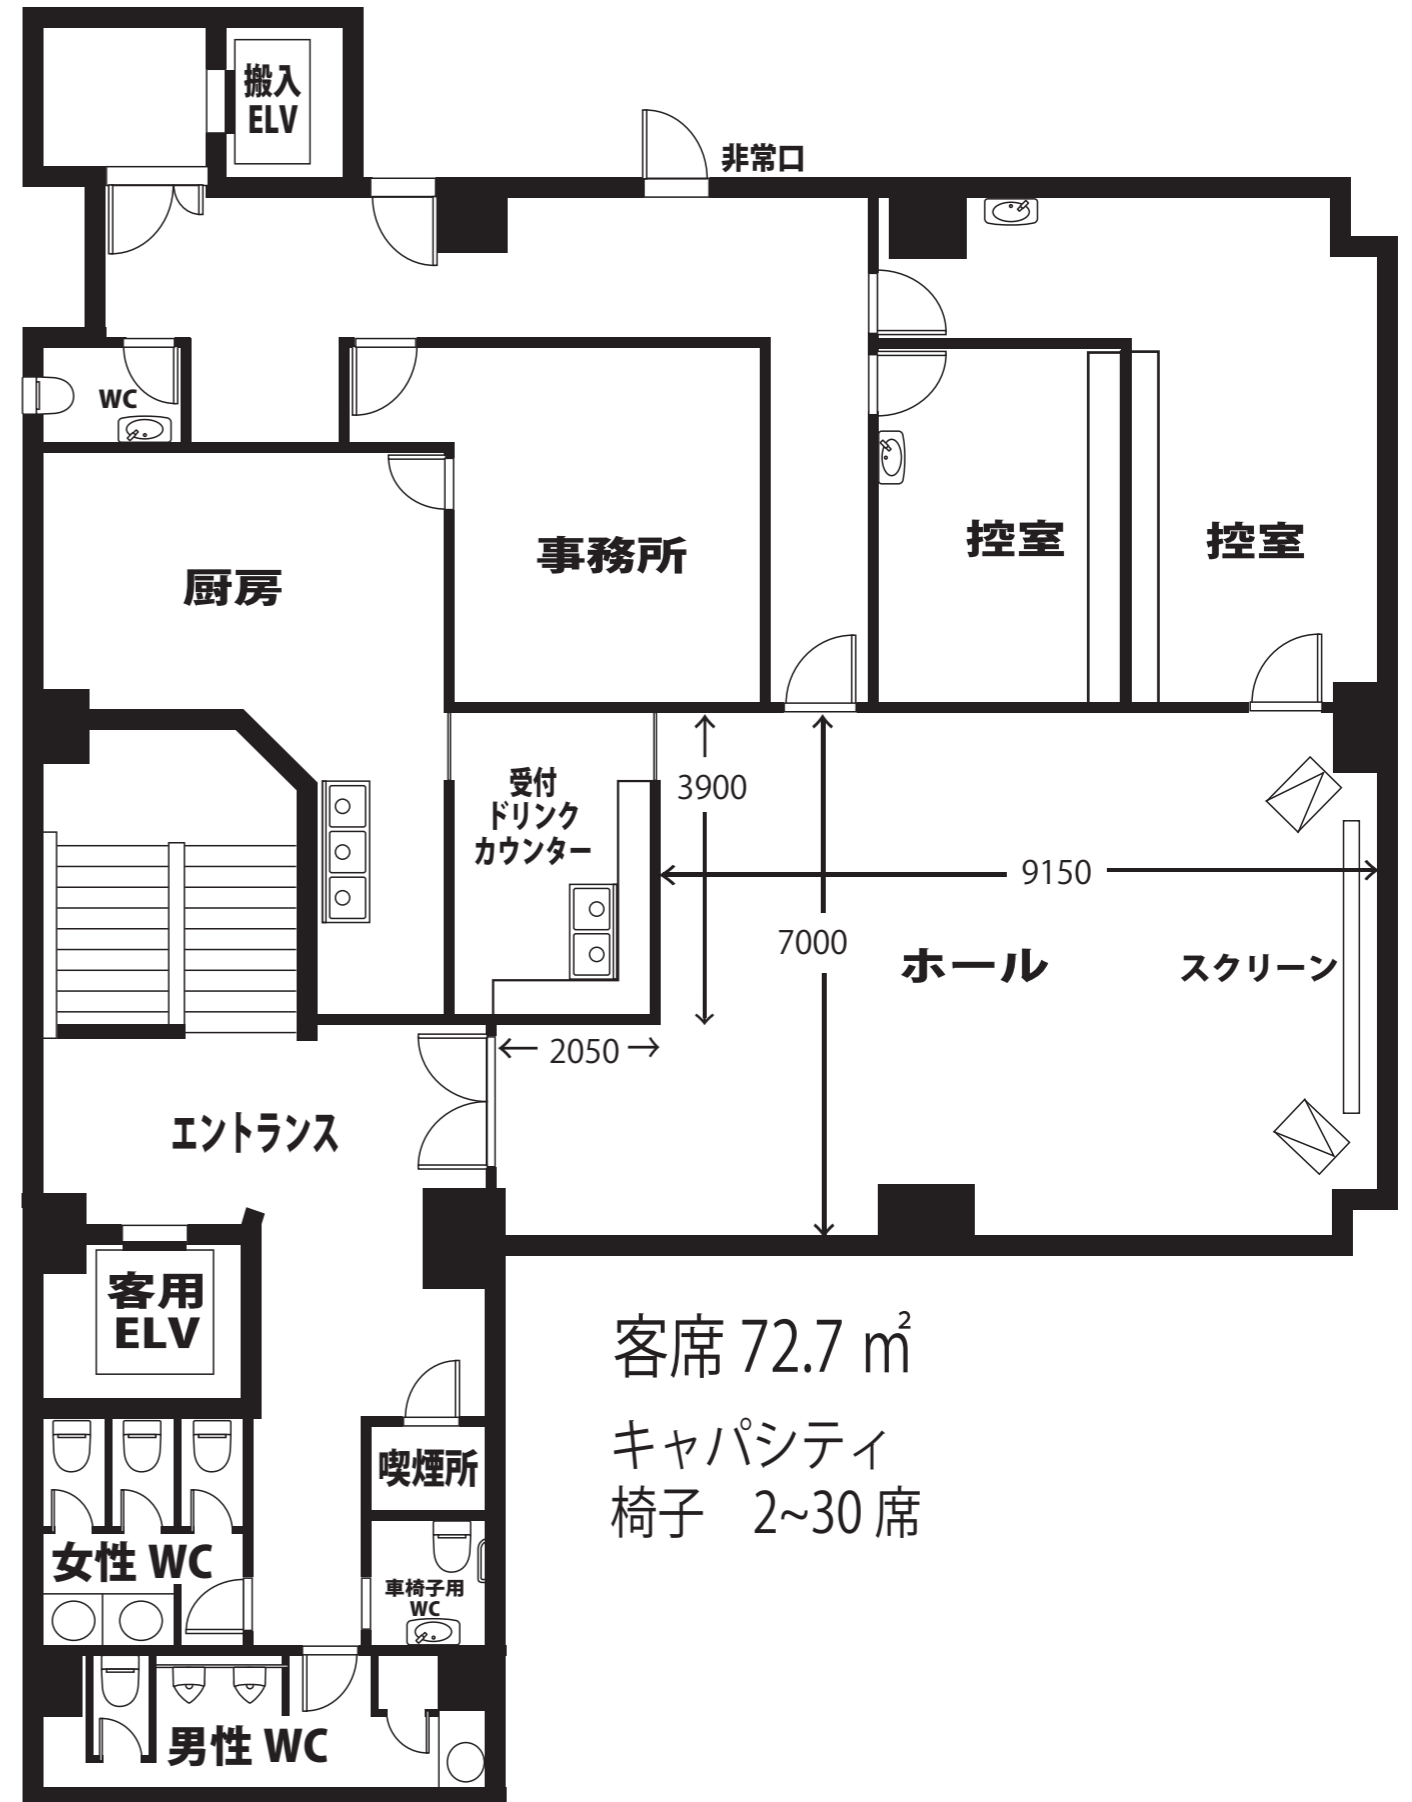 搬入
ELV
非常口
WC
控室
控室
事務所
厨房
受付
ドリンク
カウンター
3900
9150
7000
ホール
スクリーン
2050
エントランス
客用
ELV
客席 72.7 ㎡
キャパシティ
椅子　2~30 席
喫煙所
女性 WC
車椅子用
WC
男性 WC